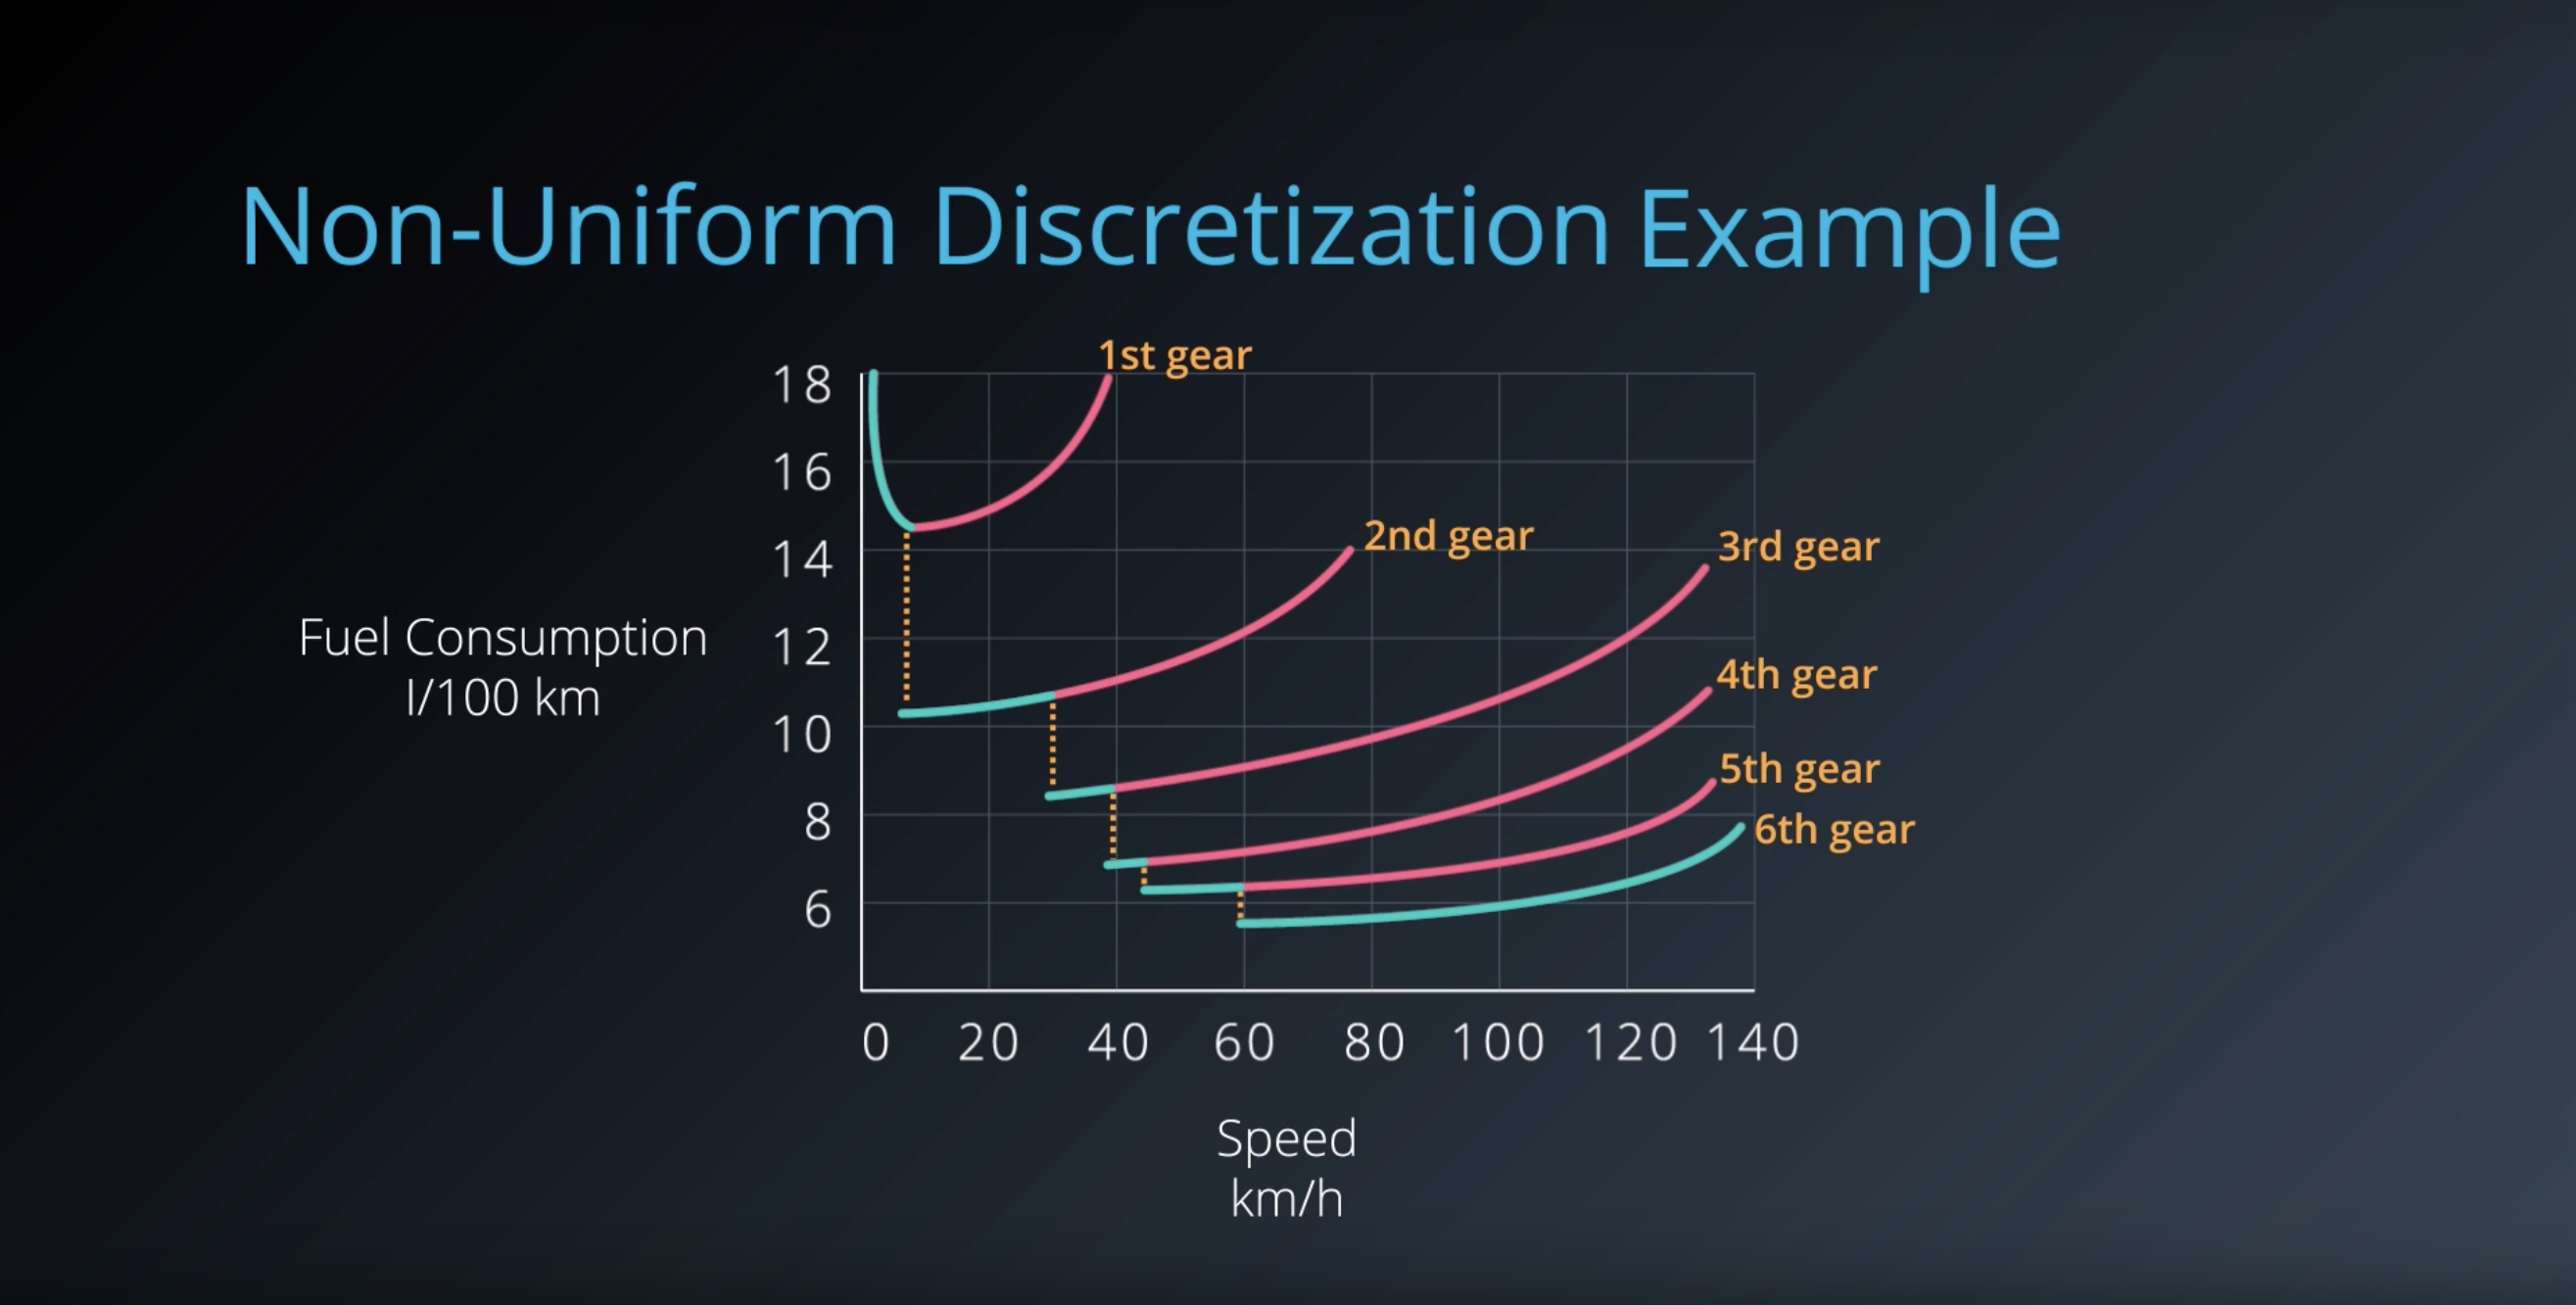 Non-Uniform Discretization Example
1st gear
18
16
2nd gear
3rd gear
14
Fuel Consumption
l/100 km
12
4th gear
10
5th gear
8
6th gear
6
0 20 40 60 80 100 120 140
Speed
km/h